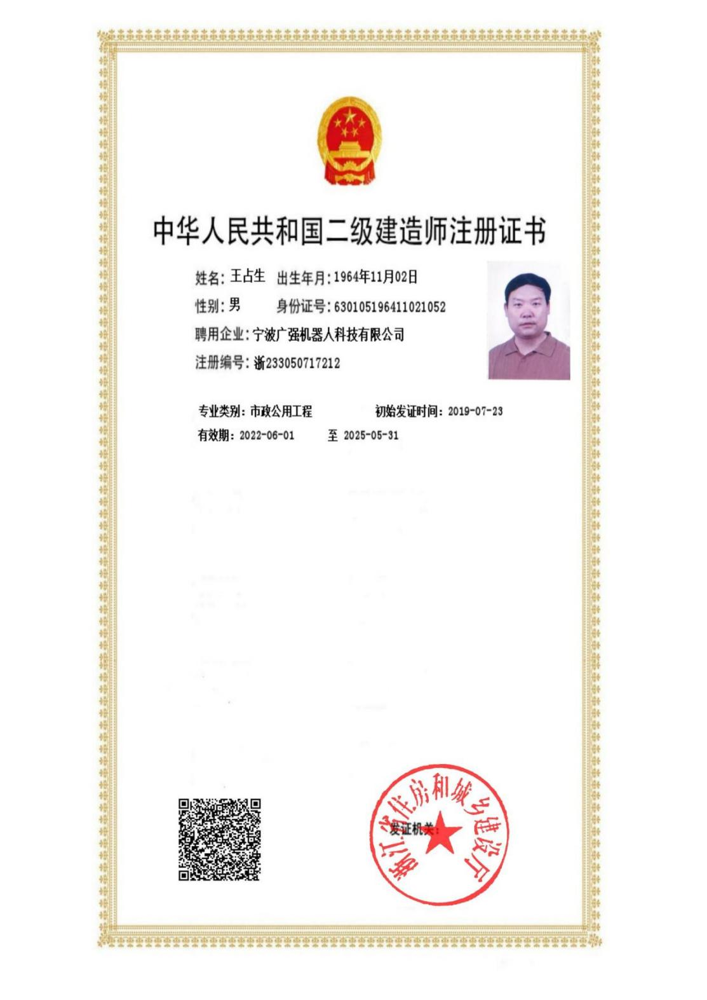 中华人民共和国二级建造师注册证书
姓名：王占生 出生年月：1964年11月02日
性别：男 身份证号：630105196411021052
聘用企业：宁波广强机器人科技有限公司
注册编号：浙233050717212
专业类别：市政公用工程 初始发证时间：2019-07-23
有效期：2022-06-01 至 2025-05-31
浙江省住房和城乡建设厅
发证机关：